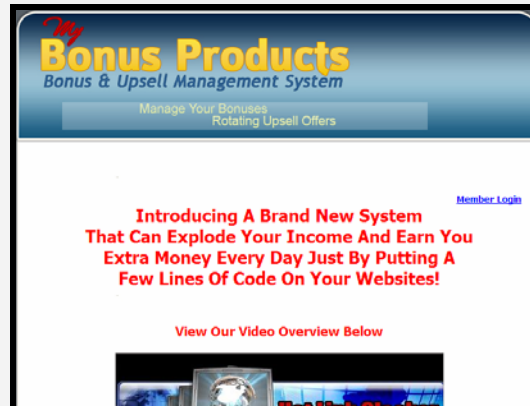 My
Bonus Products
Bonus & Upsell Management System
Manage Your Bonuses
Rotating Upsell Offers
Member Login
Introducing A Brand New System
That Can Explode Your Income And Earn You
Extra Money Every Day Just By Putting A
Few Lines Of Code On Your Websites!
View Our Video Overview Below